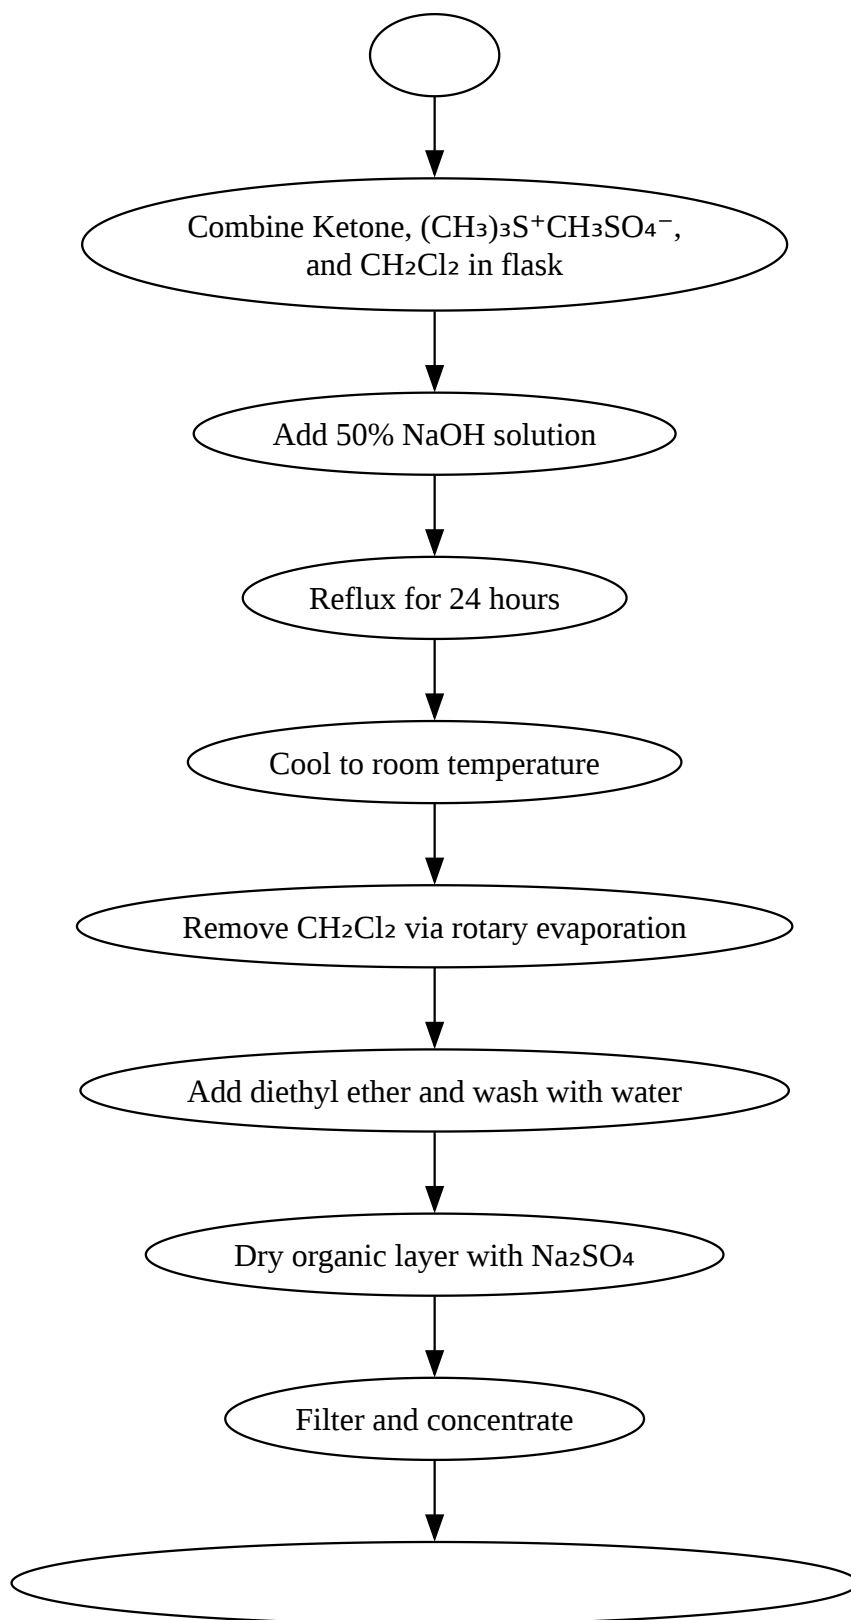 Combine Ketone, (CH₃)₃S⁺CH₃SO₄⁻,
and CH₂Cl₂ in flask
Add 50% NaOH solution
Reflux for 24 hours
Cool to room temperature
Remove CH₂Cl₂ via rotary evaporation
Add diethyl ether and wash with water
Dry organic layer with Na₂SO₄
Filter and concentrate